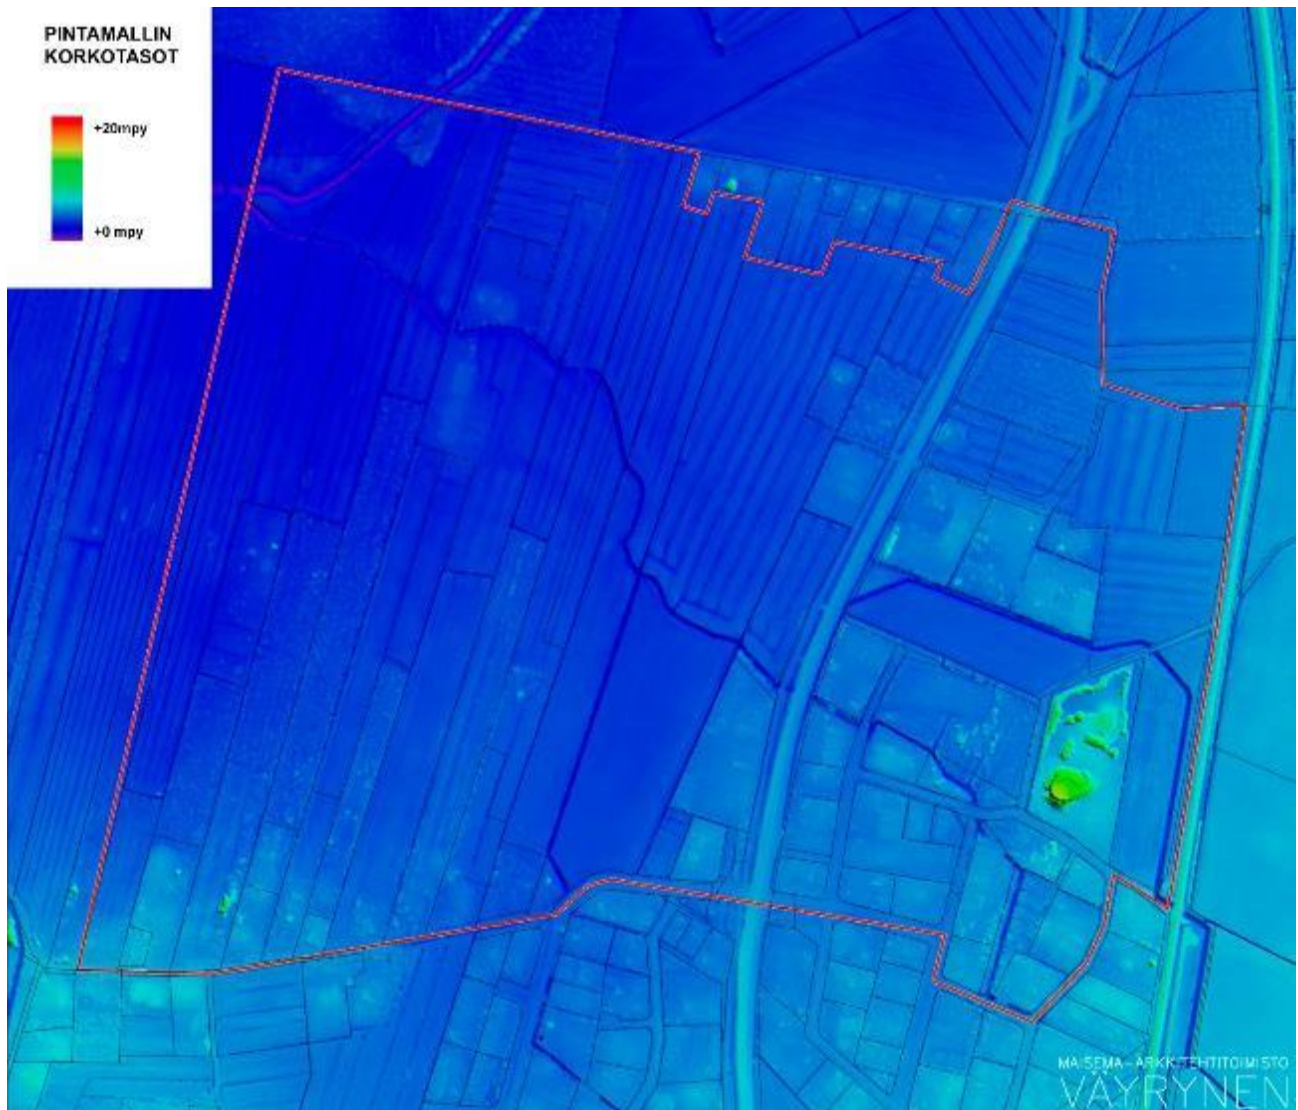 PINTAMALLIN
KORKOTASOT
+20mpy
+0 mpy
MAISEMA-ARKKITEHTITOIMISTO
VÄYRYNEN